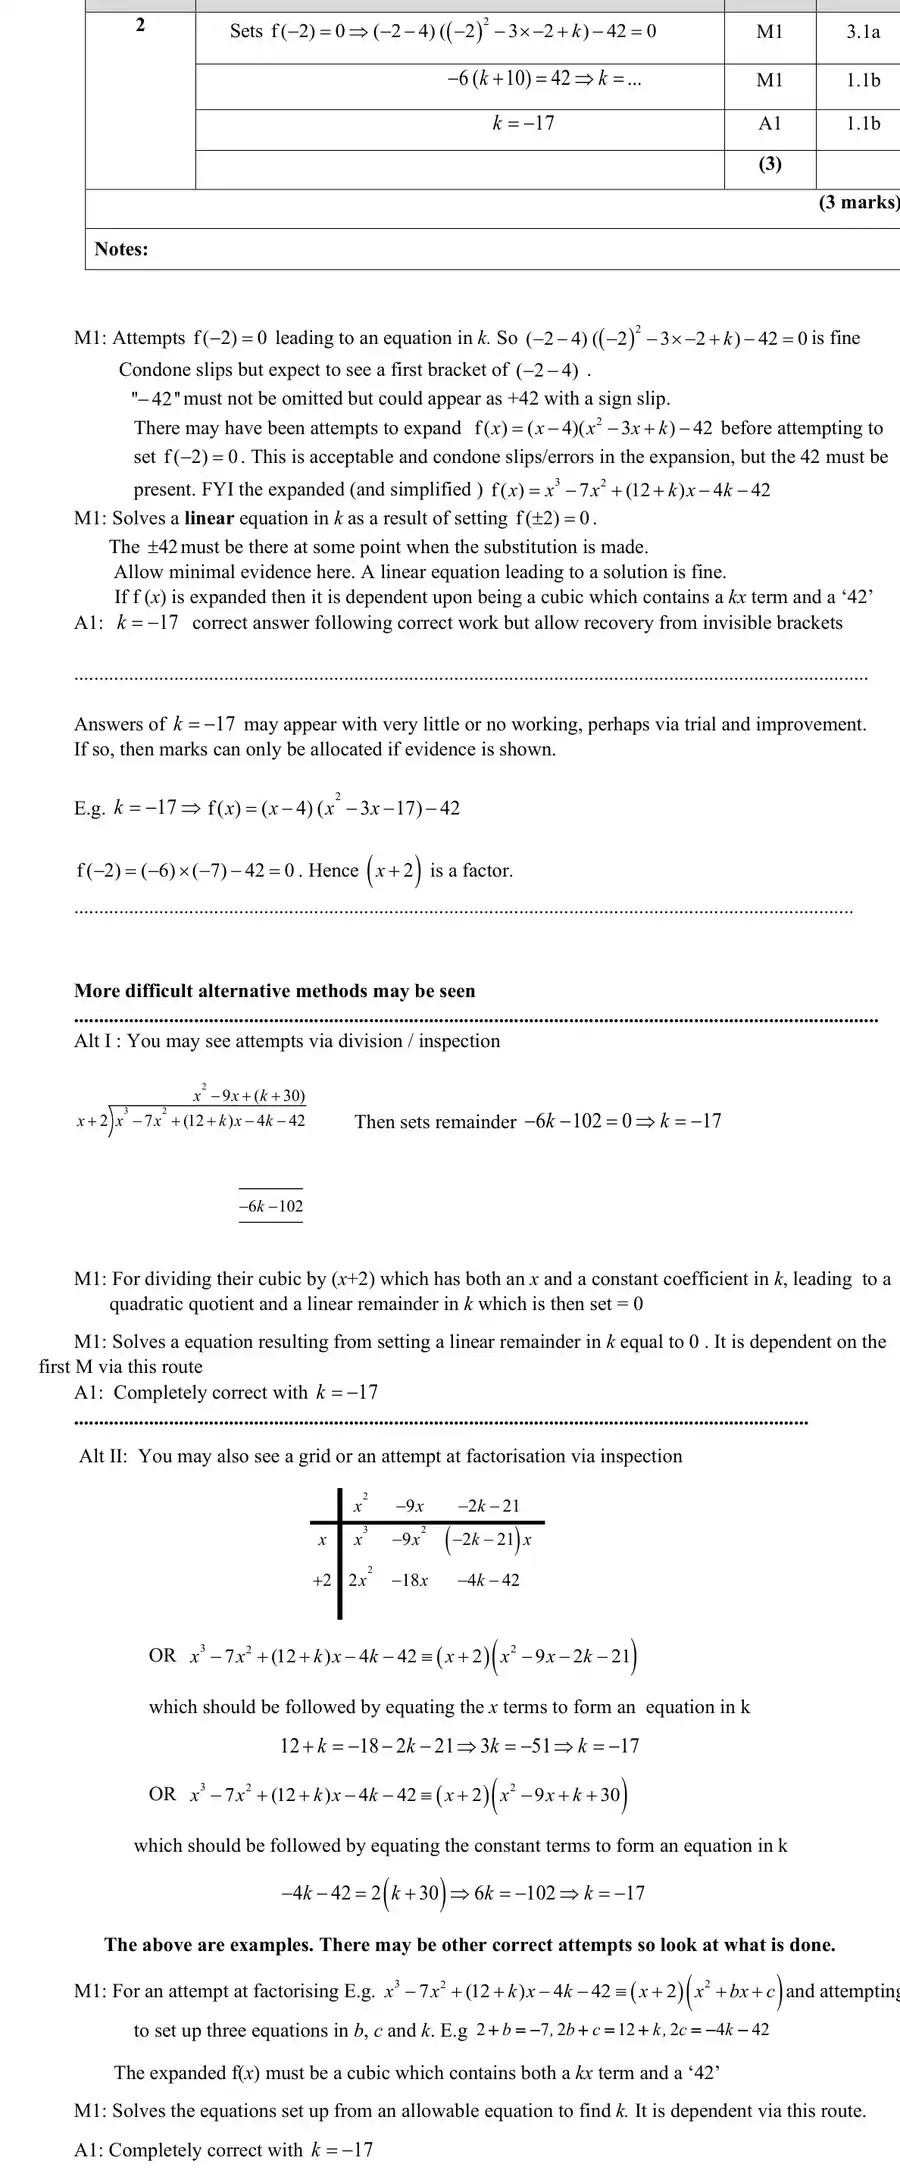 2 Sets f(−2) = 0 ⇒ (−2 − 4)((−2)² − 3×−2 + k) − 42 = 0 M1 3.1a
−6(k + 10) = 42 ⇒ k = ... M1 1.1b
k = −17 A1 1.1b
(3)
(3 marks)
Notes:
M1: Attempts f(−2) = 0 leading to an equation in k. So (−2 − 4)((−2)² − 3×−2 + k) − 42 = 0 is fine
Condone slips but expect to see a first bracket of (−2 − 4) .
"− 42" must not be omitted but could appear as +42 with a sign slip.
There may have been attempts to expand f(x) = (x − 4)(x² − 3x + k) − 42 before attempting to
set f(−2) = 0. This is acceptable and condone slips/errors in the expansion, but the 42 must be
present. FYI the expanded (and simplified ) f(x) = x³ − 7x² + (12 + k)x − 4k − 42
M1: Solves a linear equation in k as a result of setting f(±2) = 0.
The ±42 must be there at some point when the substitution is made.
Allow minimal evidence here. A linear equation leading to a solution is fine.
If f (x) is expanded then it is dependent upon being a cubic which contains a kx term and a ‘42’
A1: k = −17 correct answer following correct work but allow recovery from invisible brackets
Answers of k = −17 may appear with very little or no working, perhaps via trial and improvement.
If so, then marks can only be allocated if evidence is shown.
E.g. k = −17 ⇒ f(x) = (x − 4)(x² − 3x − 17) − 42
f(−2) = (−6)×(−7) − 42 = 0. Hence (x + 2) is a factor.
More difficult alternative methods may be seen
Alt I : You may see attempts via division / inspection
x² − 9x + (k + 30)
x + 2)x³ − 7x² + (12 + k)x − 4k − 42 Then sets remainder −6k − 102 = 0 ⇒ k = −17
−6k − 102
M1: For dividing their cubic by (x+2) which has both an x and a constant coefficient in k, leading to a
quadratic quotient and a linear remainder in k which is then set = 0
M1: Solves a equation resulting from setting a linear remainder in k equal to 0 . It is dependent on the
first M via this route
A1: Completely correct with k = −17
Alt II: You may also see a grid or an attempt at factorisation via inspection
x² −9x −2k − 21
x x³ −9x² (−2k − 21)x
+2 2x² −18x −4k − 42
OR x³ − 7x² + (12 + k)x − 4k − 42 ≡ (x + 2)(x² − 9x − 2k − 21)
which should be followed by equating the x terms to form an equation in k
12 + k = −18 − 2k − 21 ⇒ 3k = −51 ⇒ k = −17
OR x³ − 7x² + (12 + k)x − 4k − 42 ≡ (x + 2)(x² − 9x + k + 30)
which should be followed by equating the constant terms to form an equation in k
−4k − 42 = 2(k + 30) ⇒ 6k = −102 ⇒ k = −17
The above are examples. There may be other correct attempts so look at what is done.
M1: For an attempt at factorising E.g. x³ − 7x² + (12 + k)x − 4k − 42 ≡ (x + 2)(x² + bx + c) and attempting
to set up three equations in b, c and k. E.g 2 + b = −7, 2b + c = 12 + k, 2c = −4k − 42
The expanded f(x) must be a cubic which contains both a kx term and a ‘42’
M1: Solves the equations set up from an allowable equation to find k. It is dependent via this route.
A1: Completely correct with k = −17